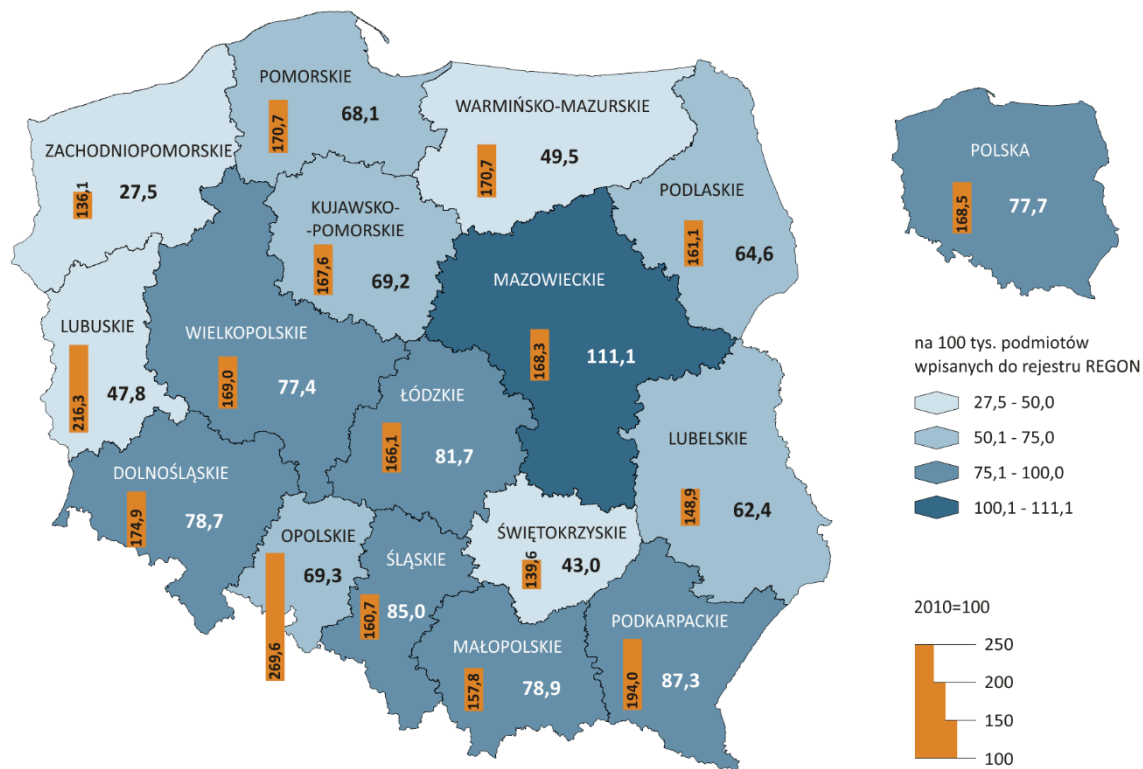 POMORSKIE
170,7
68,1
WARMIŃSKO-MAZURSKIE
170,7
49,5
ZACHODNIOPOMORSKIE
136,1
27,5
KUJAWSKO-
-POMORSKIE
167,6
69,2
PODLASKIE
161,1
64,6
MAZOWIECKIE
168,3
111,1
LUBUSKIE
216,3
47,8
WIELKOPOLSKIE
169,0
77,4
ŁÓDZKIE
166,1
81,7
LUBELSKIE
148,9
62,4
DOLNOŚLĄSKIE
174,9
78,7
OPOLSKIE
269,6
69,3
ŚLĄSKIE
160,7
85,0
ŚWIĘTOKRZYSKIE
139,6
43,0
MAŁOPOLSKIE
157,8
78,9
PODKARPACKIE
194,0
87,3
POLSKA
168,5
77,7
na 100 tys. podmiotów
wpisanych do rejestru REGON
27,5 - 50,0
50,1 - 75,0
75,1 - 100,0
100,1 - 111,1
2010=100
250
200
150
100